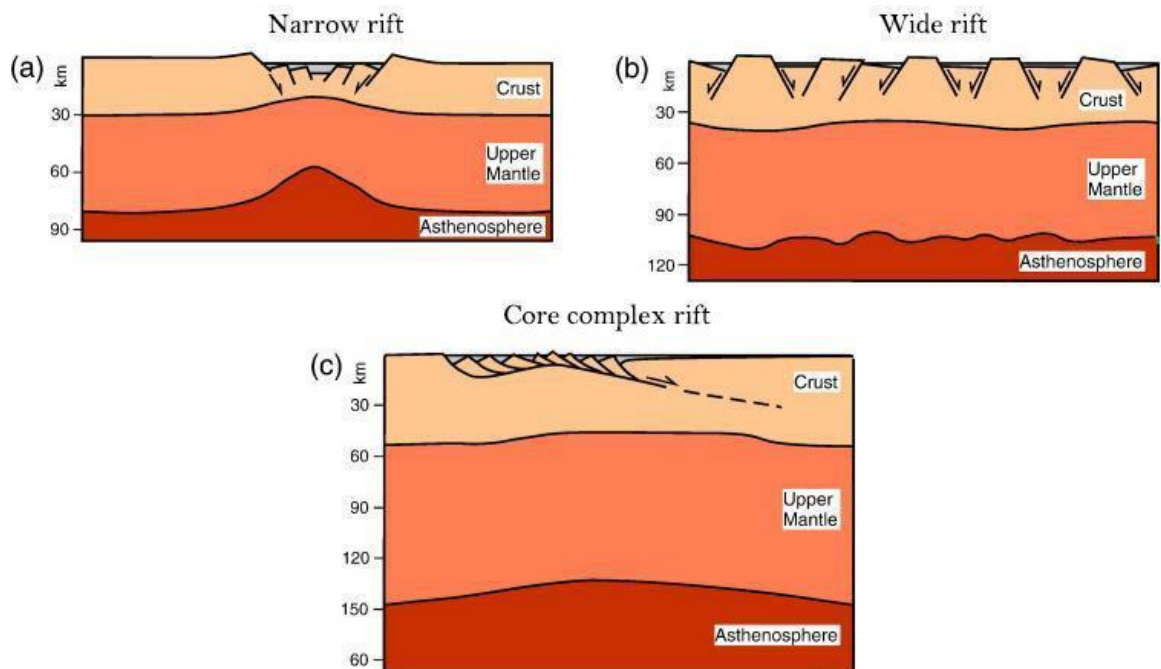 Narrow rift
(a)
km
30
60
90
Crust
Upper
Mantle
Asthenosphere
Wide rift
(b)
km
30
60
90
120
Crust
Upper
Mantle
Asthenosphere
Core complex rift
(c)
km
30
60
90
120
150
60
Crust
Upper
Mantle
Asthenosphere